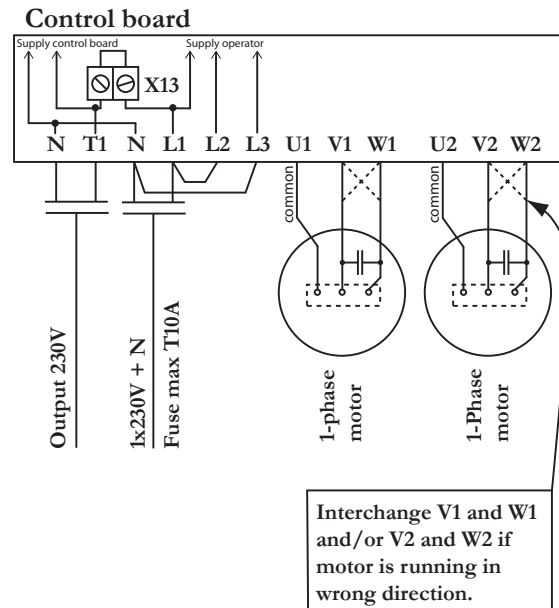 Control board
Supply control board
Supply operator
X13
N T1 N L1 L2 L3 U1 V1 W1 U2 V2 W2
common
common
Output 230V
1x230V + N
Fuse max T10A
1-phase
motor
1-Phase
motor
Interchange V1 and W1
and/or V2 and W2 if
motor is running in
wrong direction.